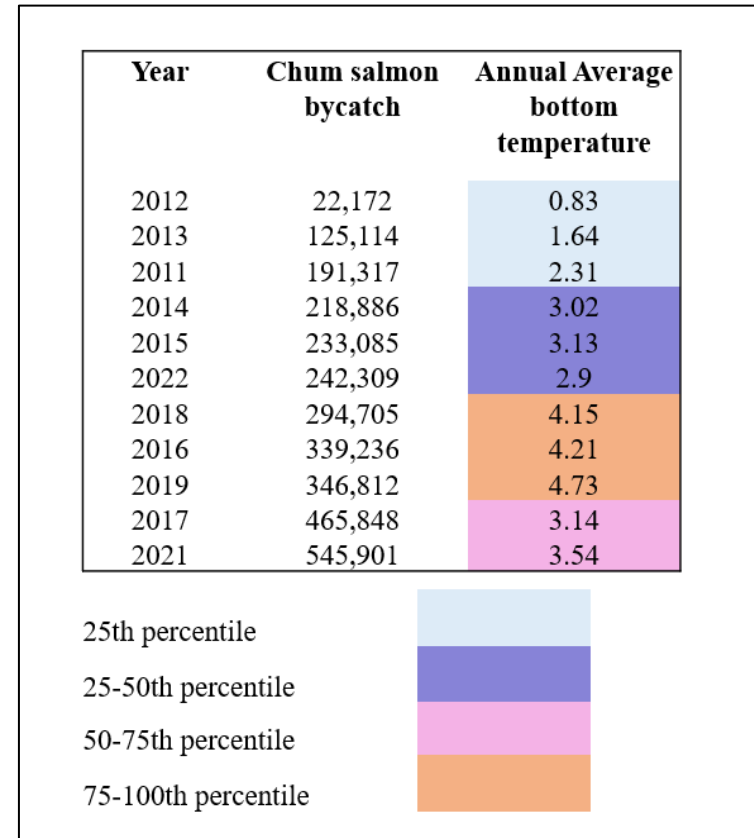 Year Chum salmon bycatch Annual Average bottom temperature
2012 22,172 0.83
2013 125,114 1.64
2011 191,317 2.31
2014 218,886 3.02
2015 233,085 3.13
2022 242,309 2.9
2018 294,705 4.15
2016 339,236 4.21
2019 346,812 4.73
2017 465,848 3.14
2021 545,901 3.54
25th percentile
25-50th percentile
50-75th percentile
75-100th percentile